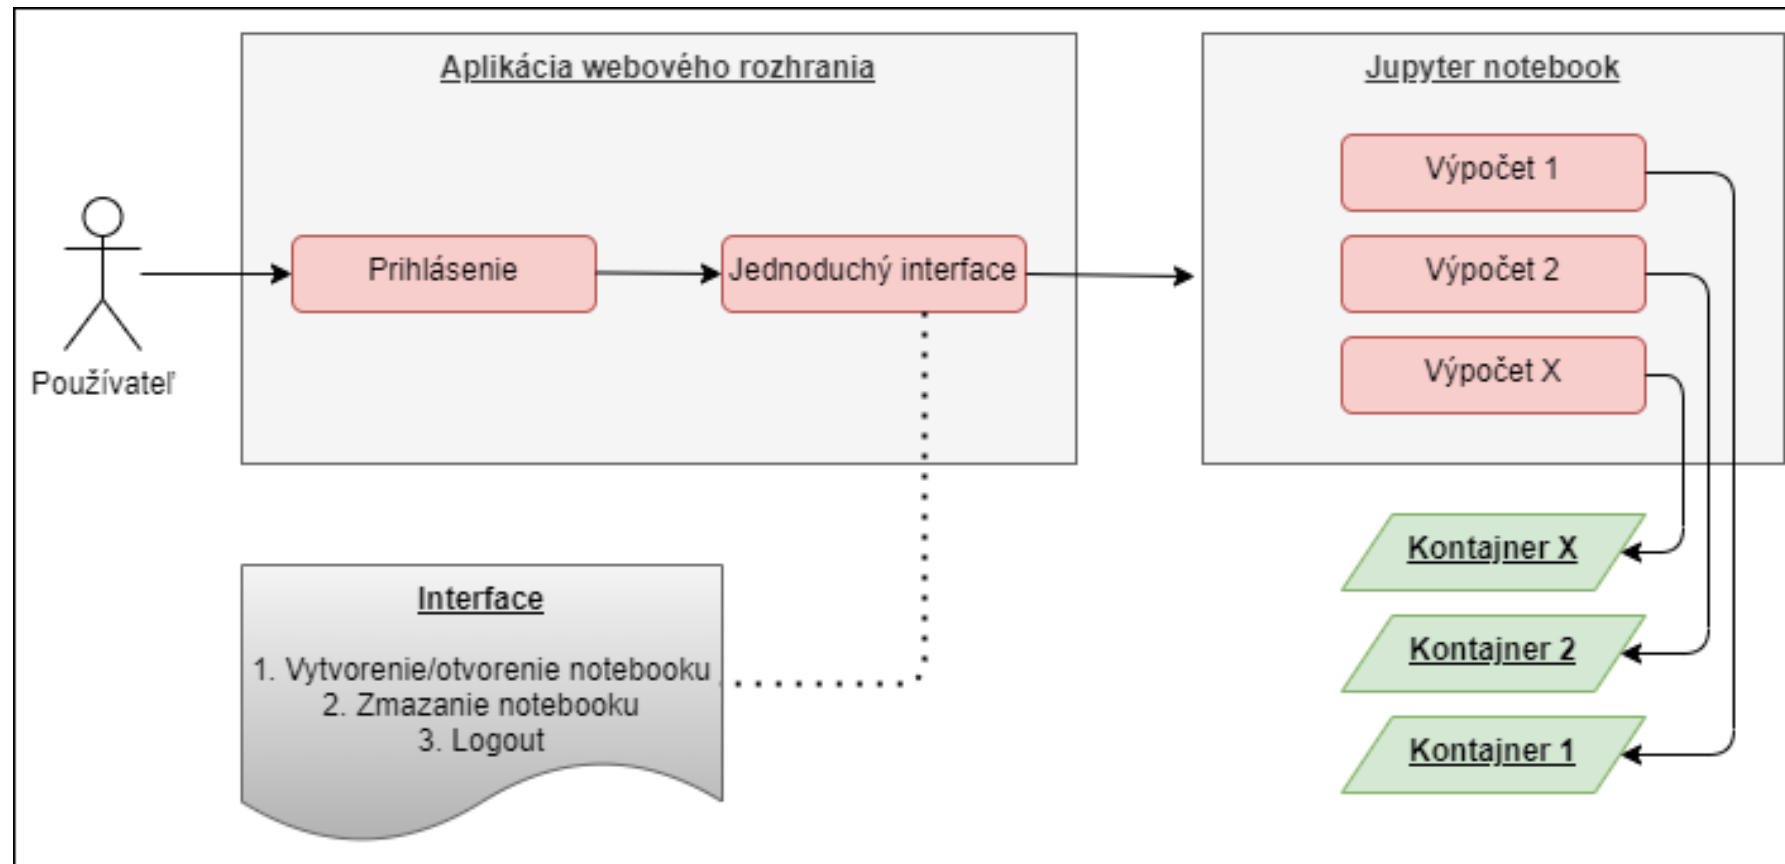 Aplikácia webového rozhrania
Jupyter notebook
Výpočet 1
Výpočet 2
Výpočet X
Prihlásenie
Jednoduchý interface
Používateľ
Interface
1. Vytvorenie/otvorenie notebooku
2. Zmazanie notebooku
3. Logout
Kontajner X
Kontajner 2
Kontajner 1